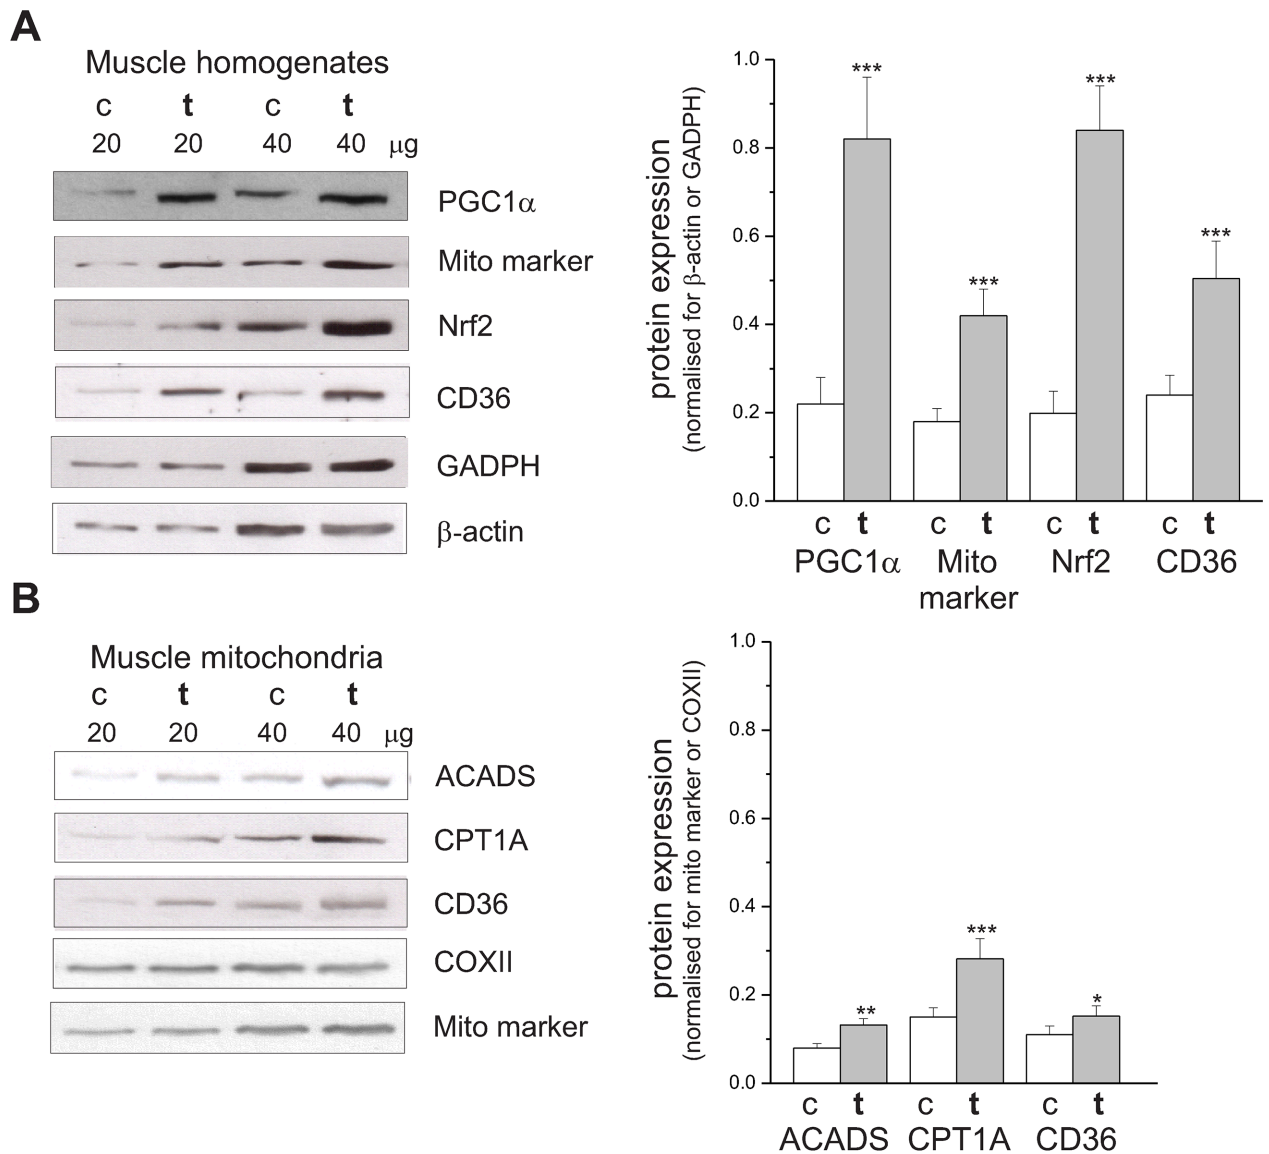 A
Muscle homogenates
c t c t
20 20 40 40 μg
PGC1α
Mito marker
Nrf2
CD36
GADPH
β-actin
protein expression
(normalised for β-actin or GADPH)
1.0
0.8
0.6
0.4
0.2
0.0
***
***
***
***
c t c t c t c t
PGC1α Mito Nrf2 CD36
marker
B
Muscle mitochondria
c t c t
20 20 40 40 μg
ACADS
CPT1A
CD36
COXII
Mito marker
protein expression
(normalised for mito marker or COXII)
1.0
0.8
0.6
0.4
0.2
0.0
**
***
*
c t c t c t
ACADS CPT1A CD36